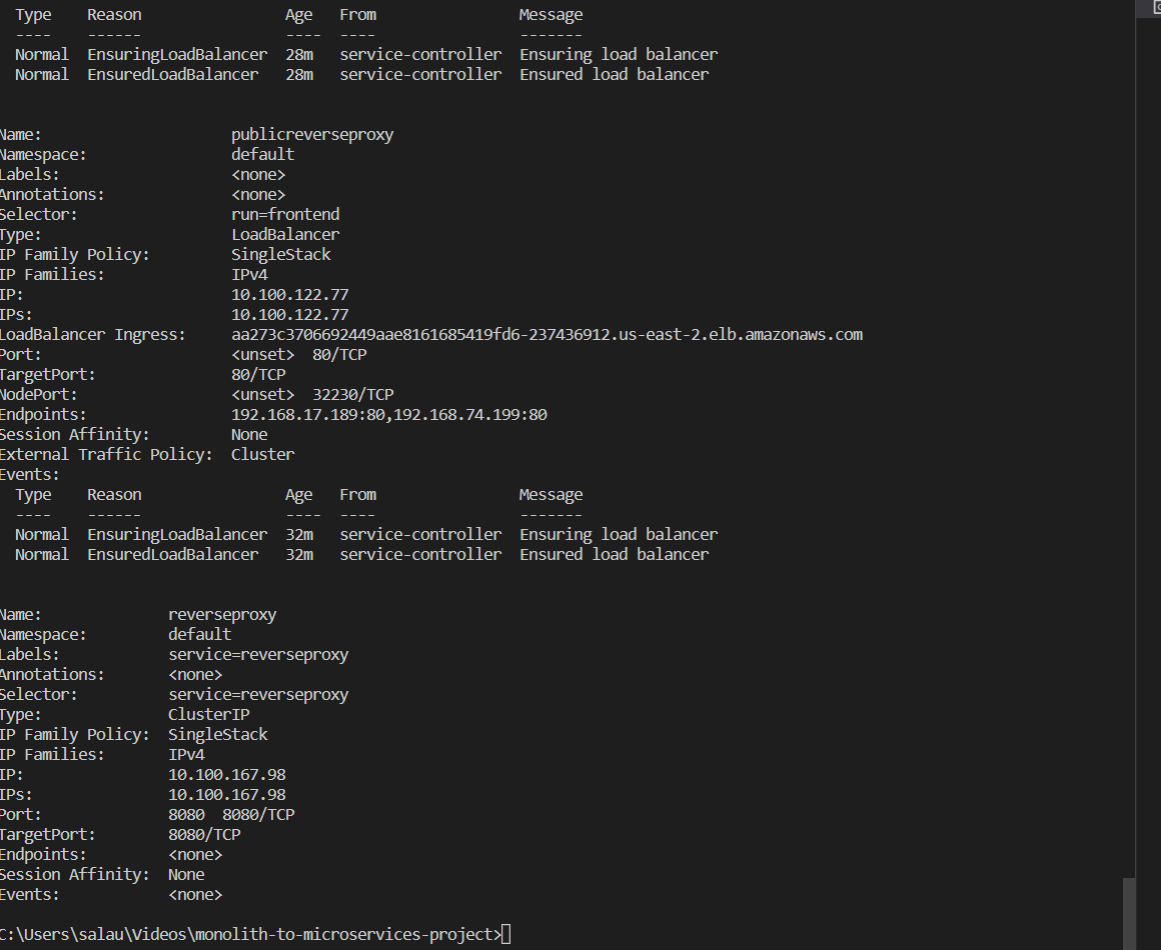 Type Reason Age From Message
---- ------ ---- ---- -------
Normal EnsuringLoadBalancer 28m service-controller Ensuring load balancer
Normal EnsuredLoadBalancer 28m service-controller Ensured load balancer
Name: publicreverseproxy
Namespace: default
Labels: <none>
Annotations: <none>
Selector: run=frontend
Type: LoadBalancer
IP Family Policy: SingleStack
IP Families: IPv4
IP: 10.100.122.77
IPs: 10.100.122.77
LoadBalancer Ingress: aa273c3706692449aae8161685419fd6-237436912.us-east-2.elb.amazonaws.com
Port: <unset> 80/TCP
TargetPort: 80/TCP
NodePort: <unset> 32230/TCP
Endpoints: 192.168.17.189:80,192.168.74.199:80
Session Affinity: None
External Traffic Policy: Cluster
Events:
Type Reason Age From Message
---- ------ ---- ---- -------
Normal EnsuringLoadBalancer 32m service-controller Ensuring load balancer
Normal EnsuredLoadBalancer 32m service-controller Ensured load balancer
Name: reverseproxy
Namespace: default
Labels: service=reverseproxy
Annotations: <none>
Selector: service=reverseproxy
Type: ClusterIP
IP Family Policy: SingleStack
IP Families: IPv4
IP: 10.100.167.98
IPs: 10.100.167.98
Port: 8080 8080/TCP
TargetPort: 8080/TCP
Endpoints: <none>
Session Affinity: None
Events: <none>
C:\Users\salau\Videos\monolith-to-microservices-project>